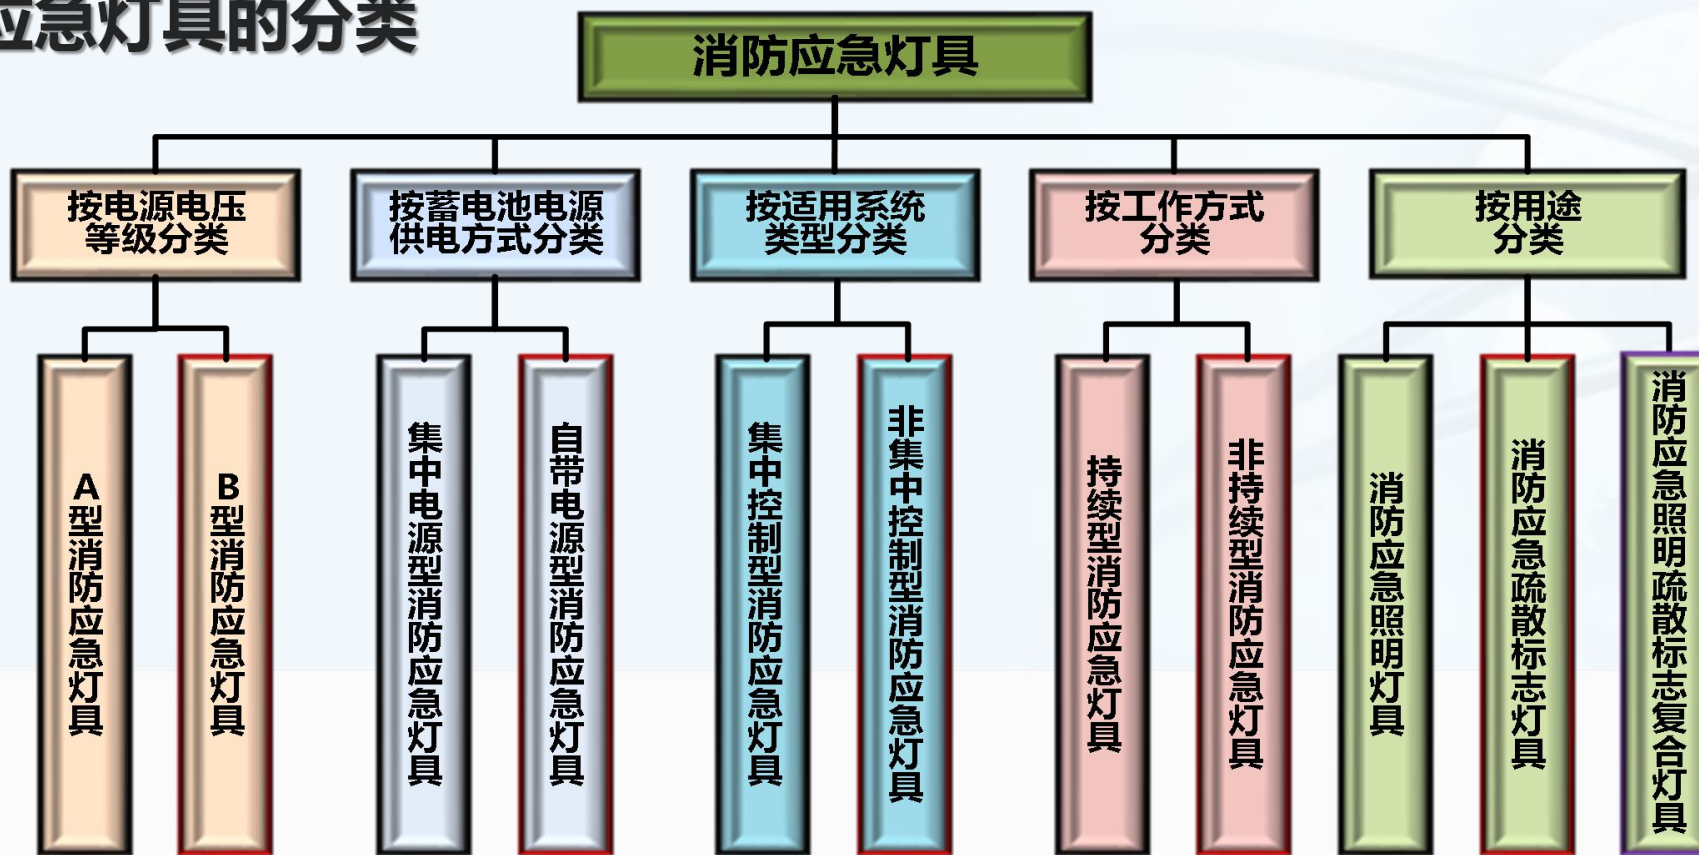 应急灯具的分类
消防应急灯具
按电源电压
等级分类
按蓄电池电源
供电方式分类
按适用系统
类型分类
按工作方式
分类
按用途
分类
A型消防应急灯具
B型消防应急灯具
集中电源型消防应急灯具
自带电源型消防应急灯具
集中控制型消防应急灯具
非集中控制型消防应急灯具
持续型消防应急灯具
非持续型消防应急灯具
消防应急照明灯具
消防应急疏散标志灯具
消防应急照明疏散标志复合灯具